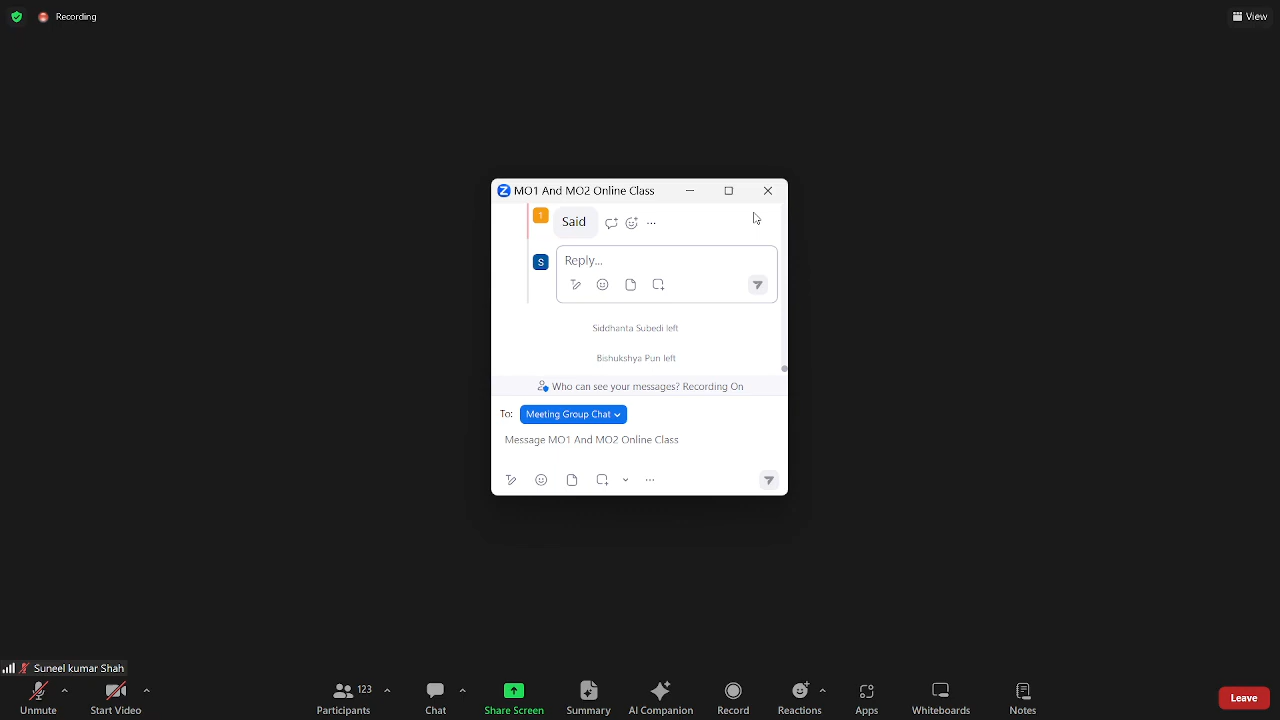 Recording
View
MO1 And MO2 Online Class
1
Said
S
Reply...
Siddhanta Subedi left
Bishukshya Pun left
Who can see your messages? Recording On
To: Meeting Group Chat
Message MO1 And MO2 Online Class
Suneel kumar Shah
123
Unmute
Start Video
Participants
Chat
Share Screen
Summary
AI Companion
Record
Reactions
Apps
Whiteboards
Notes
Leave